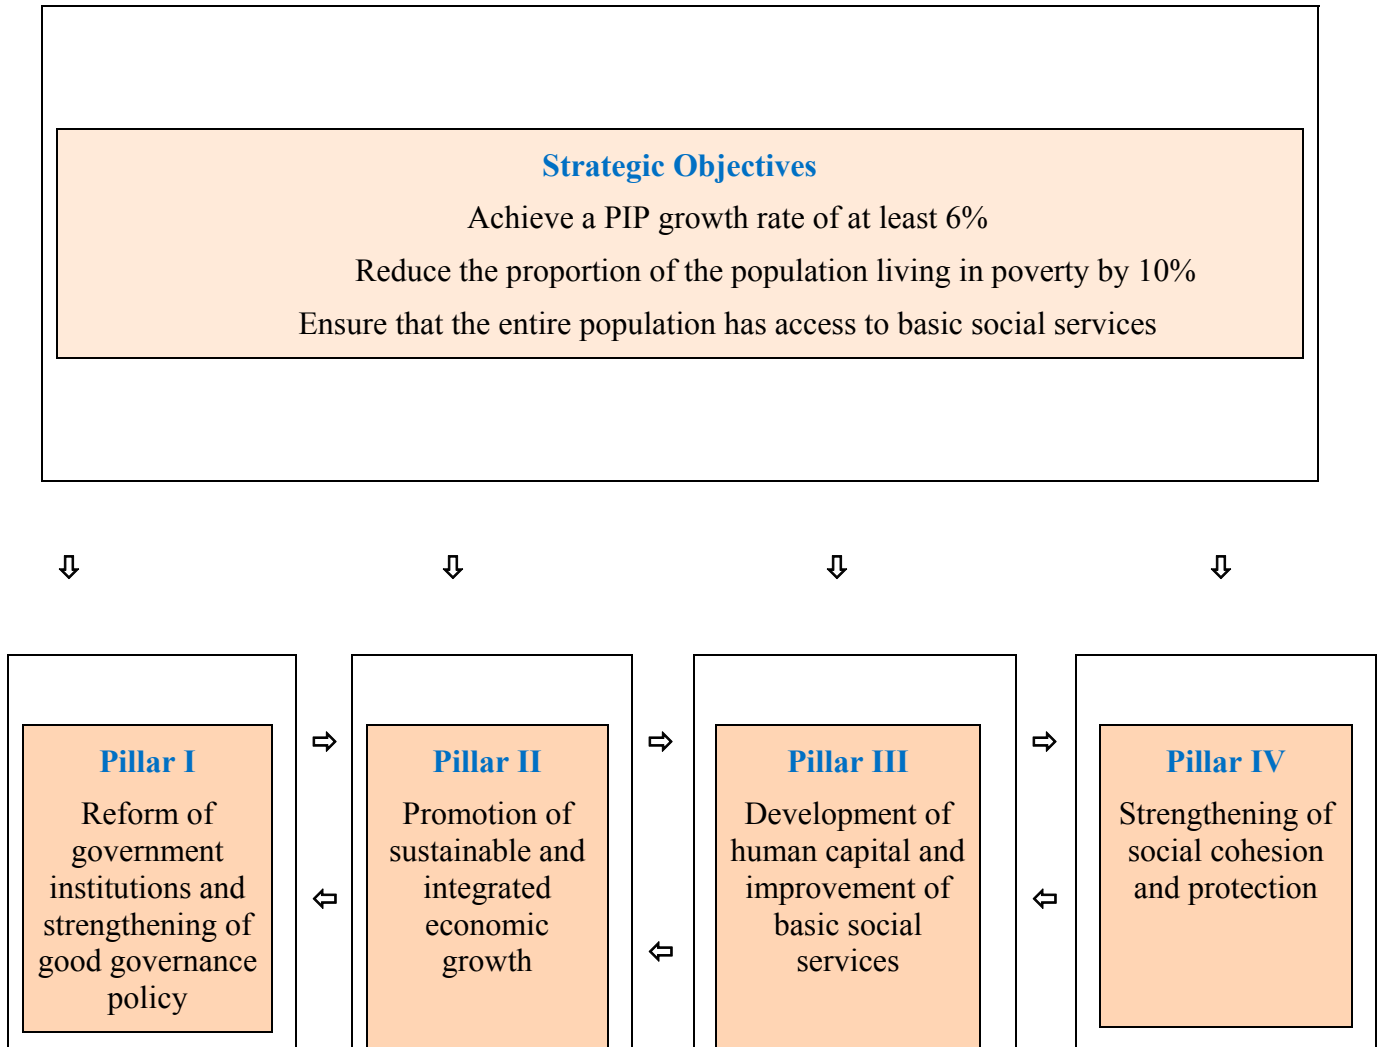 Strategic Objectives
Achieve a PIP growth rate of at least 6%
Reduce the proportion of the population living in poverty by 10%
Ensure that the entire population has access to basic social services
Pillar I
Reform of
government
institutions and
strengthening of
good governance
policy
Pillar II
Promotion of
sustainable and
integrated
economic
growth
Pillar III
Development of
human capital and
improvement of
basic social
services
Pillar IV
Strengthening of
social cohesion
and protection